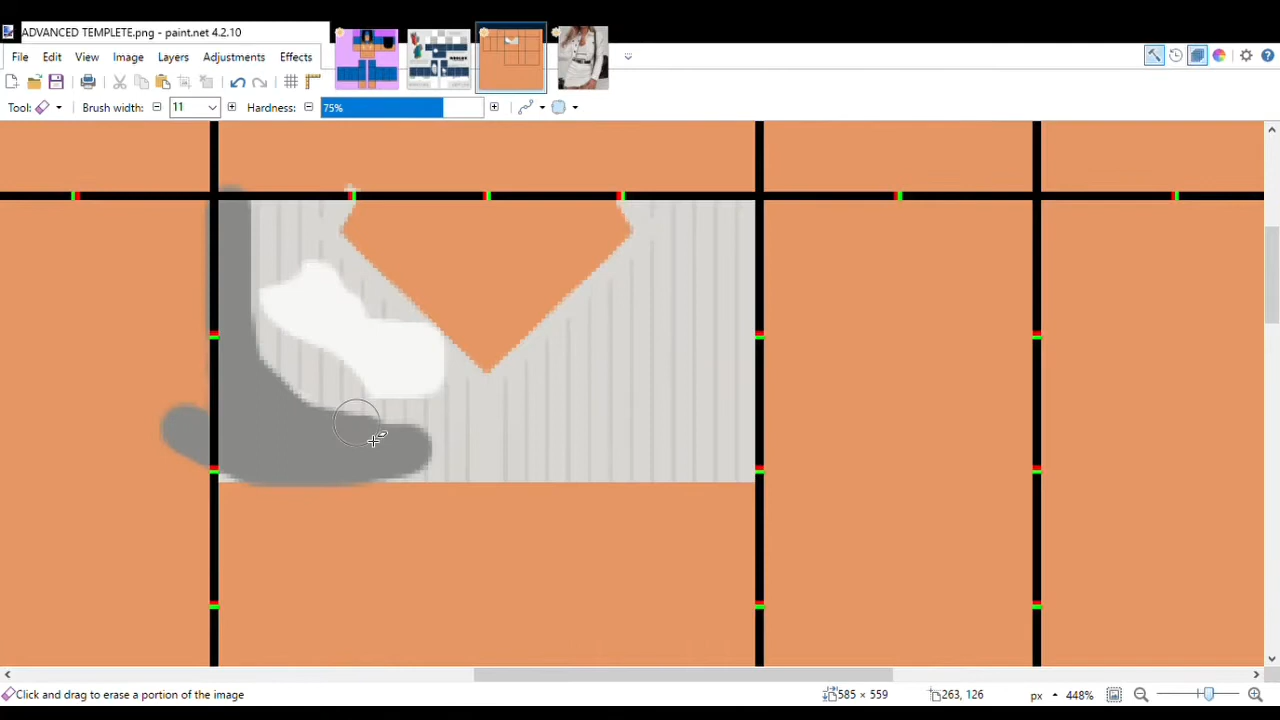 ADVANCED TEMPLETE.png - paint.net 4.2.10
File Edit View Image Layers Adjustments Effects
Tool: Brush width: 11 Hardness: 75%
Click and drag to erase a portion of the image 585 × 559 263, 126 px 448%